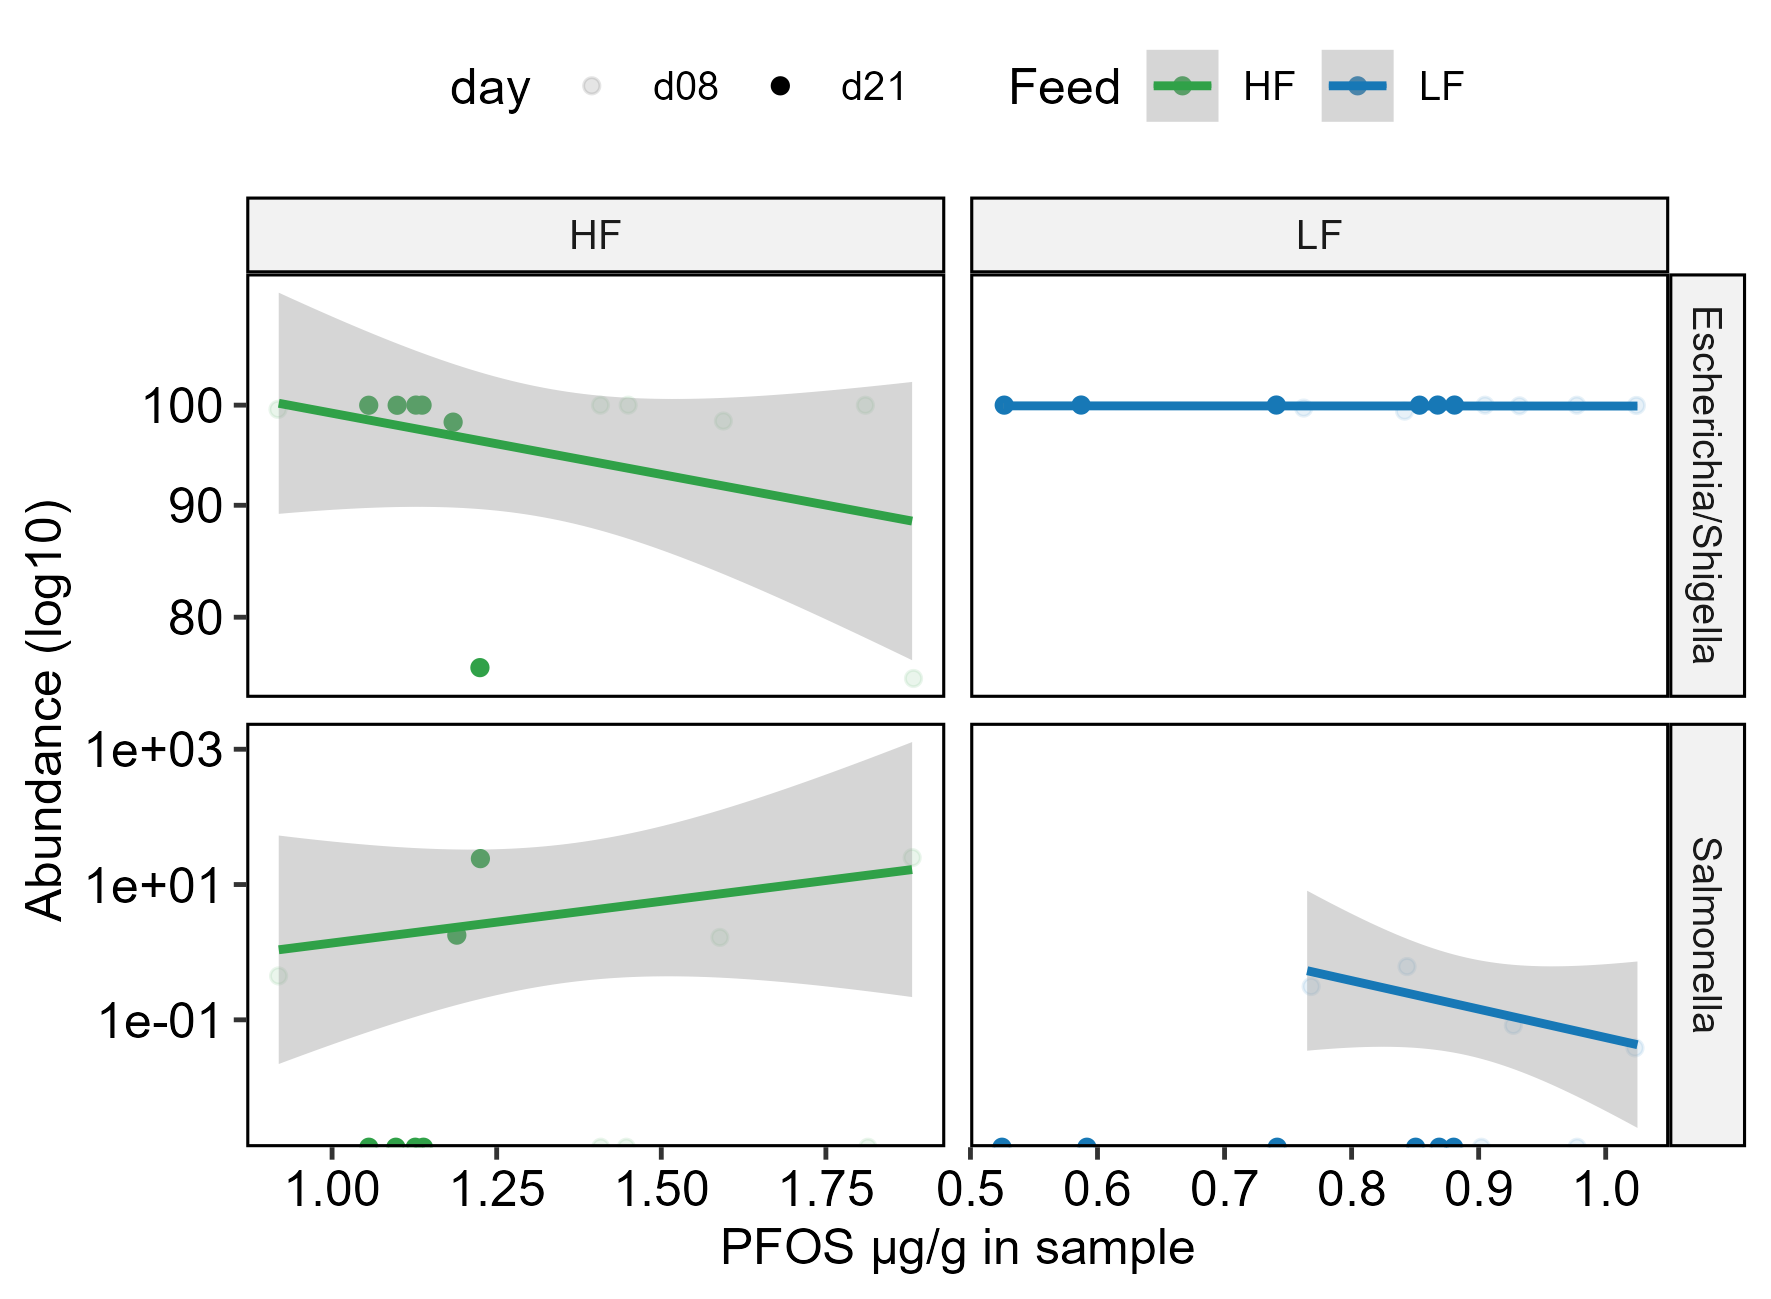 day d08 d21 Feed HF LF
HF LF
Escherichia/Shigella
100
90
80
Abundance (log10)
Salmonella
1e+03
1e+01
1e-01
1.00 1.25 1.50 1.75 0.5 0.6 0.7 0.8 0.9 1.0
PFOS µg/g in sample